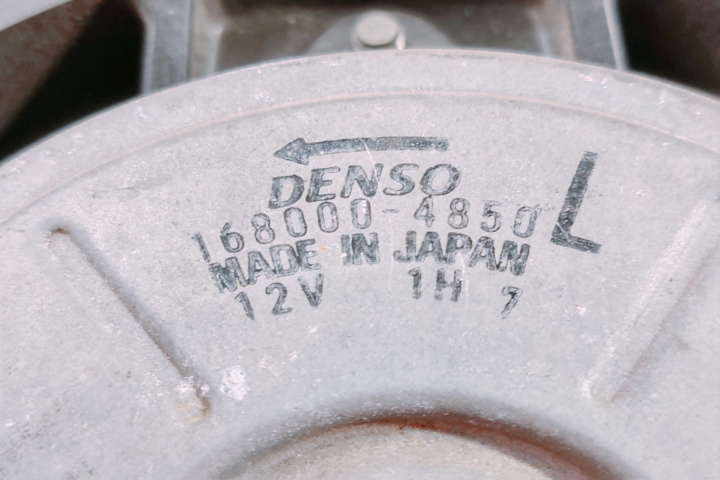 DENSO
L
168000-4850
MADE IN JAPAN
12V 1H 7